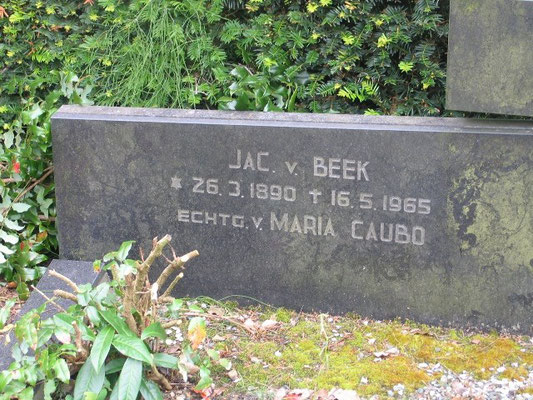 JAC. v. BEEK
* 26.3.1890 † 16.5.1965
ECHTG. v. MARIA CAUBO